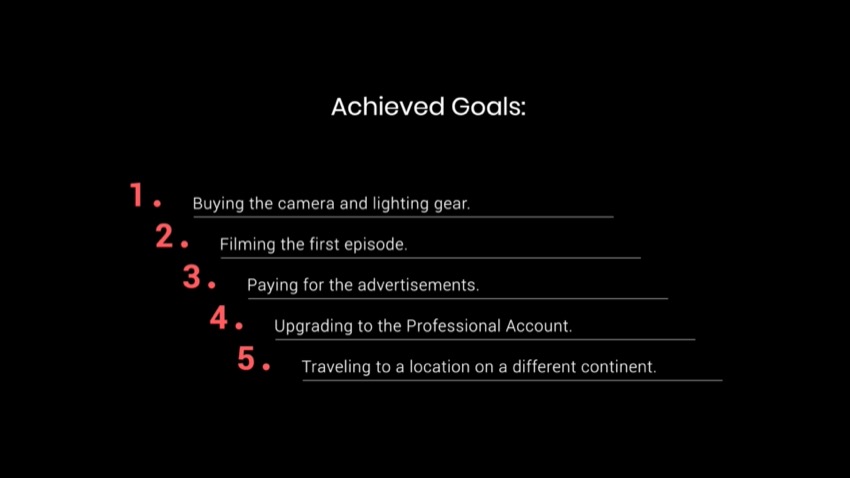 Achieved Goals:
1. Buying the camera and lighting gear.
2. Filming the first episode.
3. Paying for the advertisements.
4. Upgrading to the Professional Account.
5. Traveling to a location on a different continent.